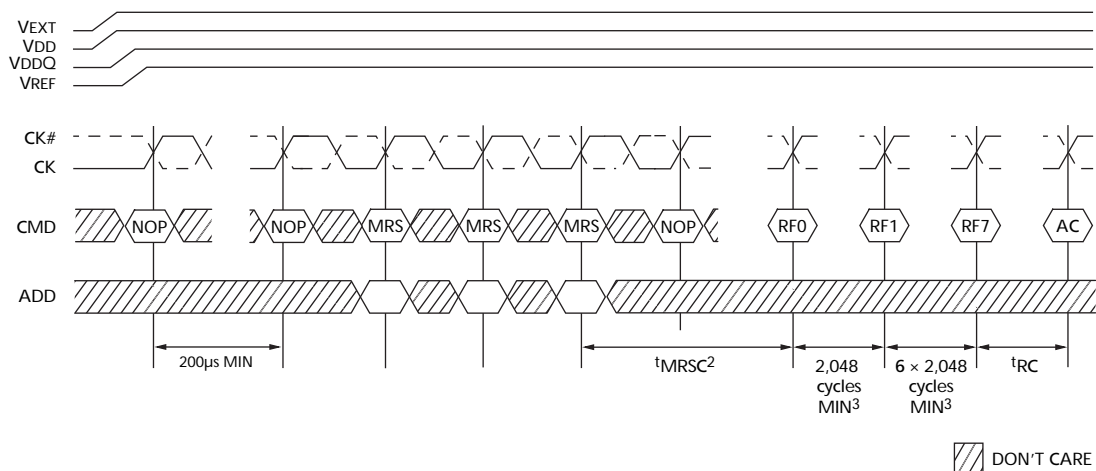 VEXT
VDD
VDDQ
VREF
CK#
CK
CMD NOP NOP MRS MRS MRS NOP RF0 RF1 RF7 AC
ADD
200µs MIN
tMRSC2
2,048
cycles
MIN3
6 × 2,048
cycles
MIN3
tRC
DON'T CARE